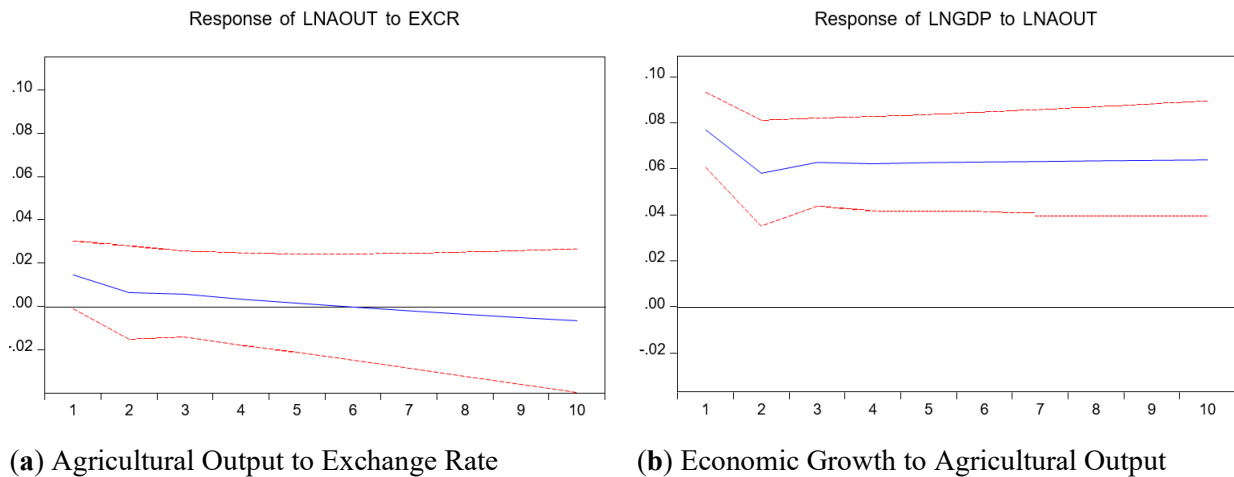 Response of LNAOUT to EXCR
.10
.08
.06
.04
.02
.00
-.02
1 2 3 4 5 6 7 8 9 10
(a) Agricultural Output to Exchange Rate
Response of LNGDP to LNAOUT
.10
.08
.06
.04
.02
.00
-.02
1 2 3 4 5 6 7 8 9 10
(b) Economic Growth to Agricultural Output